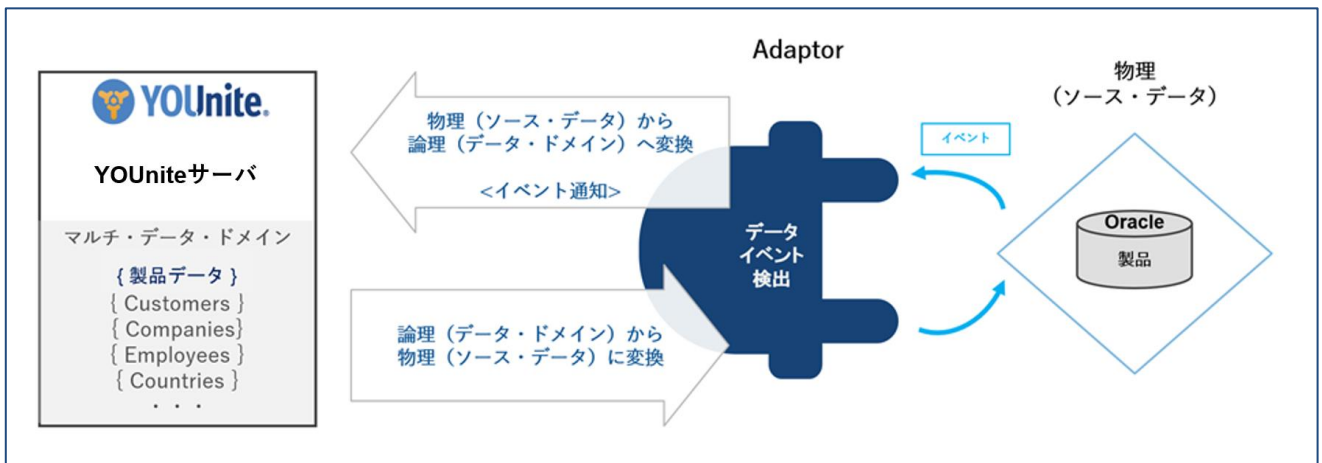 YOUnite®
YOUniteサーバ
マルチ・データ・ドメイン
{ 製品データ }
{ Customers }
{ Companies}
{ Employees }
{ Countries }
・・・
物理（ソース・データ）から
論理（データ・ドメイン）へ変換
<イベント通知>
論理（データ・ドメイン）から
物理（ソース・データ）に変換
Adaptor
データ
イベント
検出
イベント
物理
（ソース・データ）
Oracle
製品